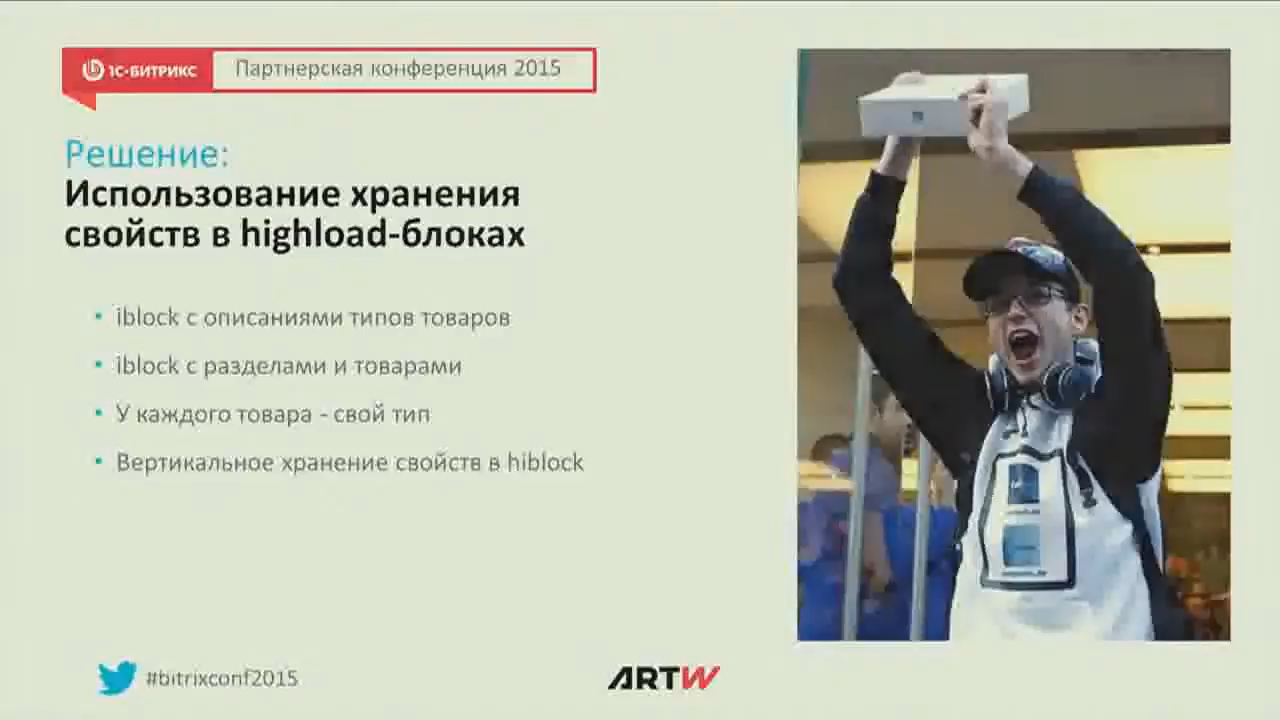 1С-БИТРИКС
Партнерская конференция 2015
Решение:
Использование хранения
свойств в highload-блоках
• iblock с описаниями типов товаров
• iblock с разделами и товарами
• У каждого товара - свой тип
• Вертикальное хранение свойств в hiblock
#bitrixconf2015
ARTW